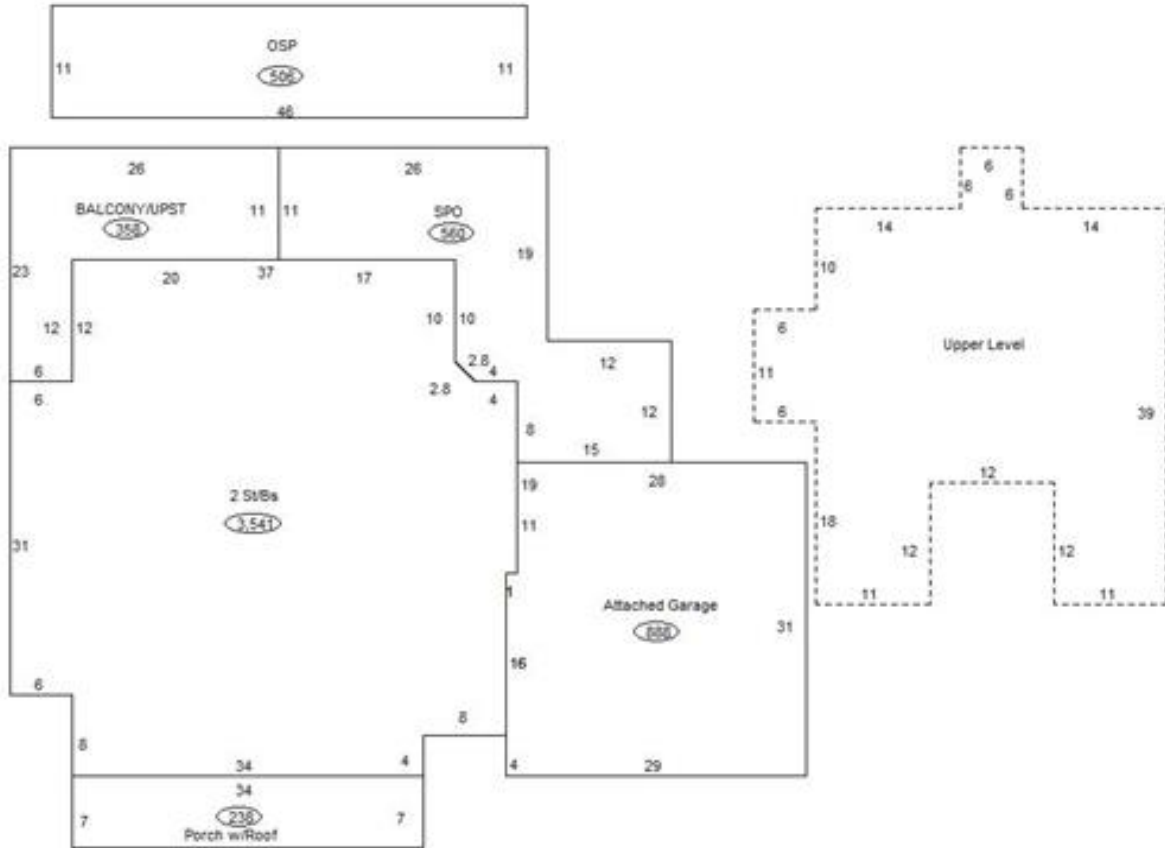 OSP
11 11
506
46
26 26
BALCONY/UPST 11 11 SPO
358 560
23 20 37 17 19
12 12 10 10
6 2.8 4 12
6 2.8 4
8 12
15
28
2 St/Bs 19
3,541 11
31
1 Attached Garage
888
31
16
6
8
8
34 4 4 29
34
7 238 7
Porch w/Roof
6
6 6
14 14
10
6 Upper Level
11
6 39
12
18
12 12
11 11